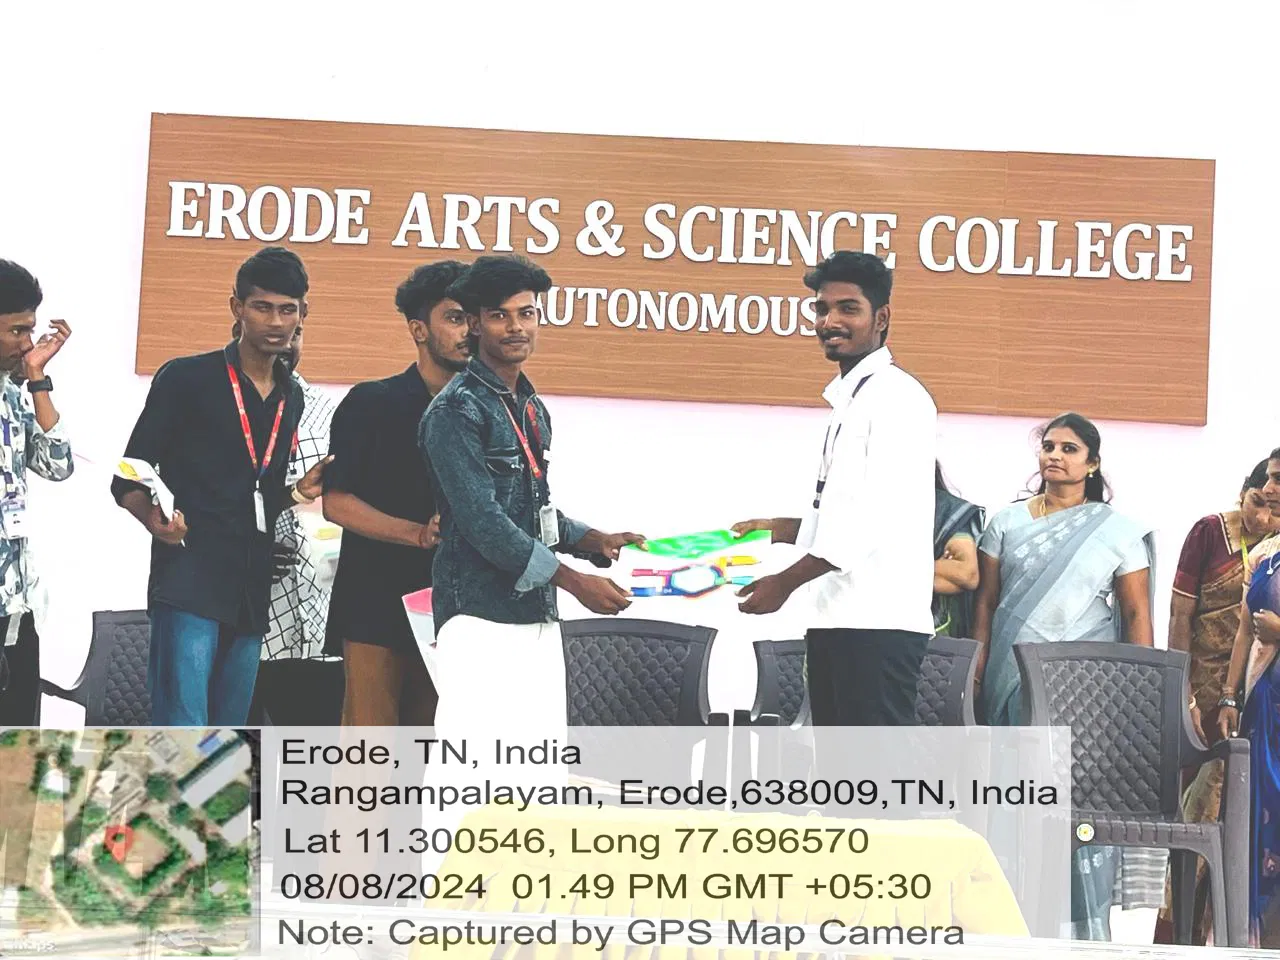 ERODE ARTS & SCIENCE COLLEGE
AUTONOMOUS
Erode, TN, India
Rangampalayam, Erode,638009,TN, India
Lat 11.300546, Long 77.696570
08/08/2024 01.49 PM GMT +05:30
Note: Captured by GPS Map Camera
Maps